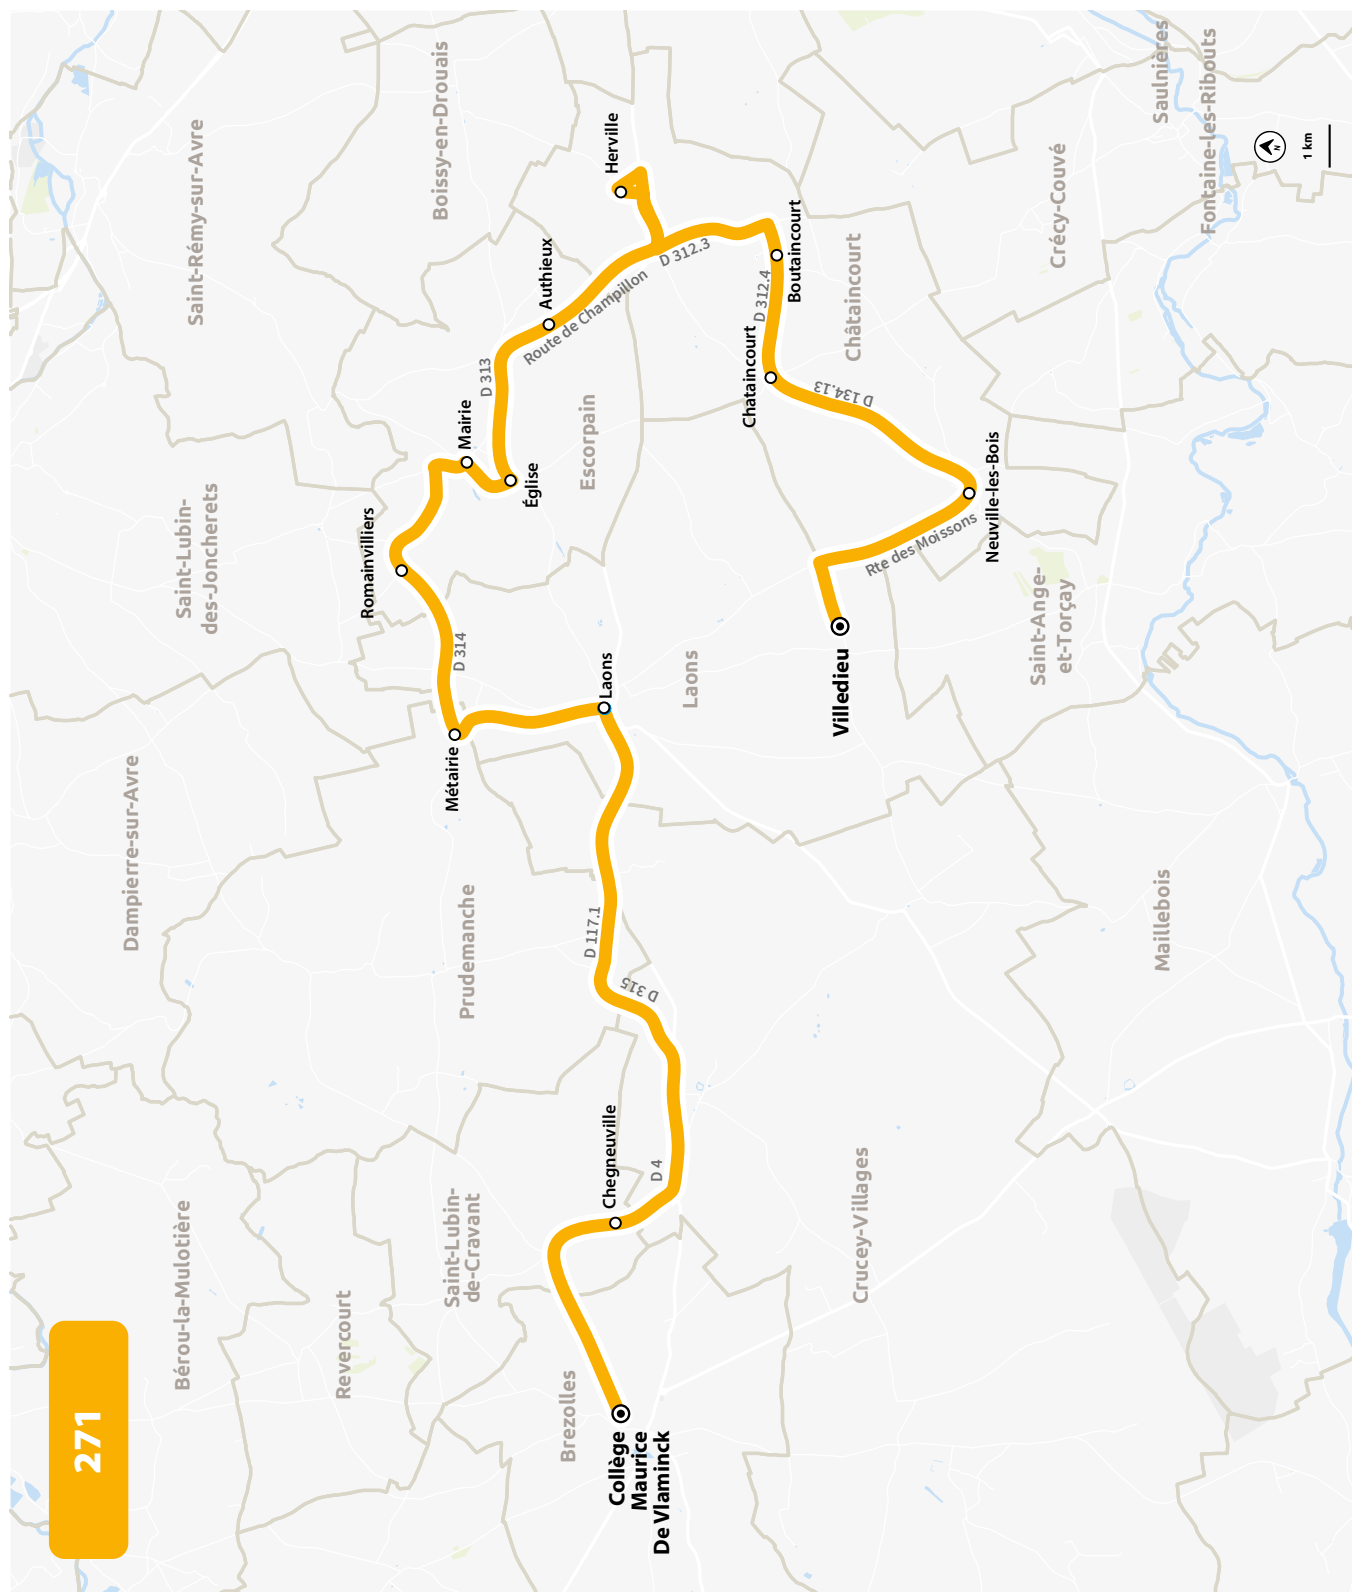 271
Collège
Maurice
De Vlaminck
Chegneuville
Laons
Métairie
Romainvilliers
Mairie
Église
Authieux
Herville
Boutaincourt
Chataincourt
Neuville-les-Bois
Villedieu
D 4
D 315
D 117.1
D 314
D 313
Route de Champillon
D 312.3
D 312.4
D 134.13
Rte des Moissons
Bérou-la-Mulotière
Dampierre-sur-Avre
Saint-Lubin-
des-Joncherets
Saint-Rémy-sur-Avre
Revercourt
Saint-Lubin-
de-Cravant
Prudemanche
Boissy-en-Drouais
Brezolles
Escorpain
Laons
Crucey-Villages
Châtaincourt
Saint-Ange-
et-Torçay
Crécy-Couvé
Maillebois
Saulnières
Fontaine-les-Ribouts
N
1 km